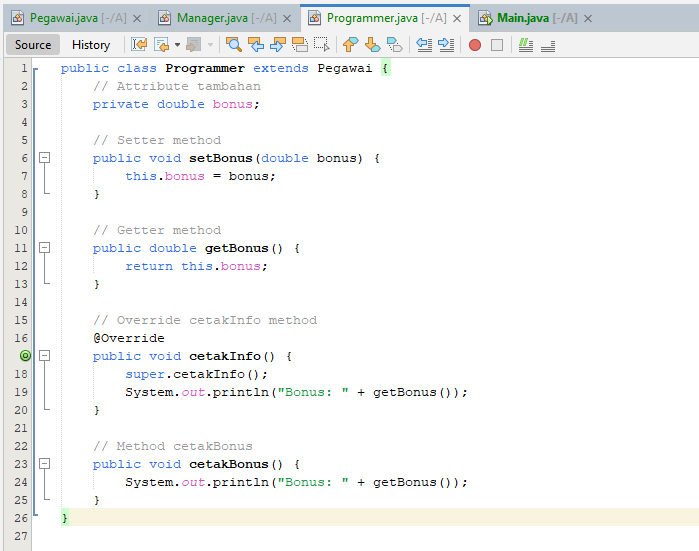 Pegawai.java [-/A] Manager.java [-/A] Programmer.java [-/A] Main.java [-/A]
Source History
1 public class Programmer extends Pegawai {
2 // Attribute tambahan
3 private double bonus;
4
5 // Setter method
6 public void setBonus(double bonus) {
7 this.bonus = bonus;
8 }
9
10 // Getter method
11 public double getBonus() {
12 return this.bonus;
13 }
14
15 // Override cetakInfo method
16 @Override
public void cetakInfo() {
18 super.cetakInfo();
19 System.out.println("Bonus: " + getBonus());
20 }
21
22 // Method cetakBonus
23 public void cetakBonus() {
24 System.out.println("Bonus: " + getBonus());
25 }
26 }
27